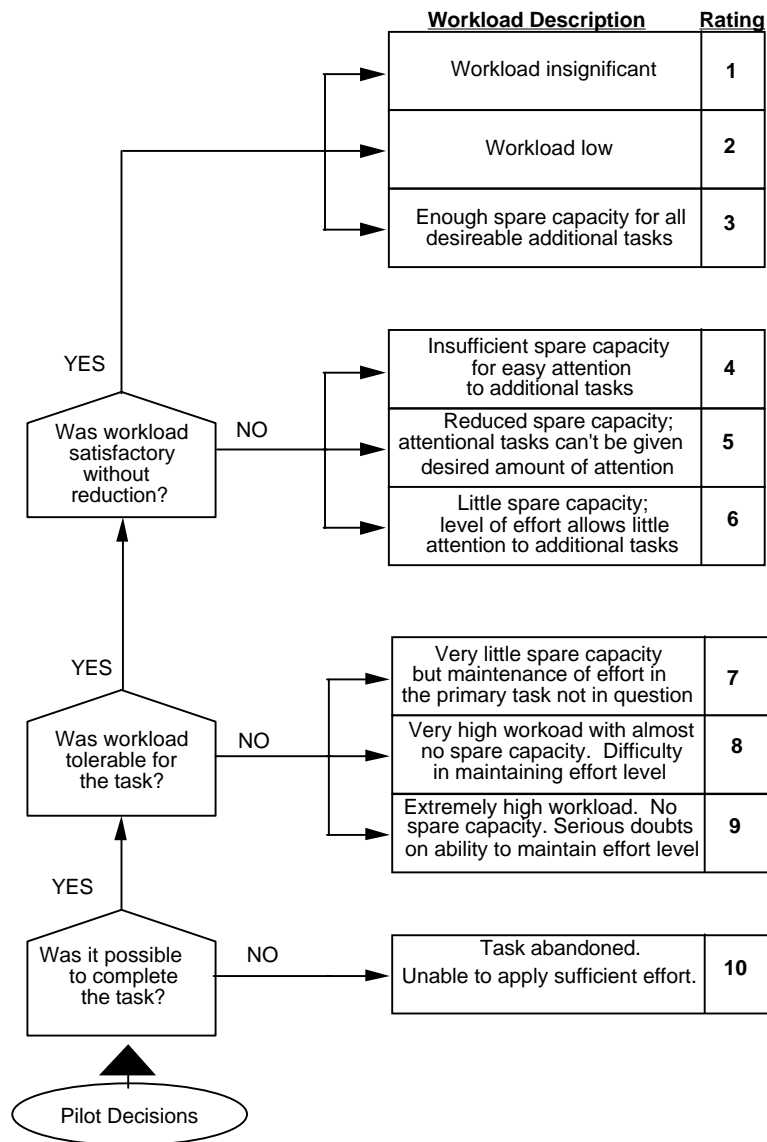 Workload Description Rating
Workload insignificant 1
Workload low 2
Enough spare capacity for all
desireable additional tasks 3
YES
Insufficient spare capacity
for easy attention
to additional tasks 4
Was workload
satisfactory
without
reduction?
NO
Reduced spare capacity;
attentional tasks can't be given
desired amount of attention 5
Little spare capacity;
level of effort allows little
attention to additional tasks 6
YES
Very little spare capacity
but maintenance of effort in
the primary task not in question 7
Was workload
tolerable for
the task?
NO
Very high workoad with almost
no spare capacity. Difficulty
in maintaining effort level 8
Extremely high workload. No
spare capacity. Serious doubts
on ability to maintain effort level 9
YES
Was it possible
to complete
the task?
NO
Task abandoned.
Unable to apply sufficient effort. 10
Pilot Decisions